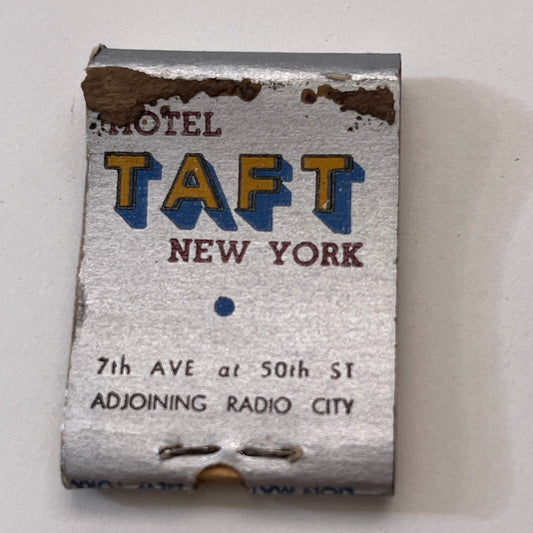 HOTEL
TAFT
NEW YORK
7th AVE at 50th ST
ADJOINING RADIO CITY